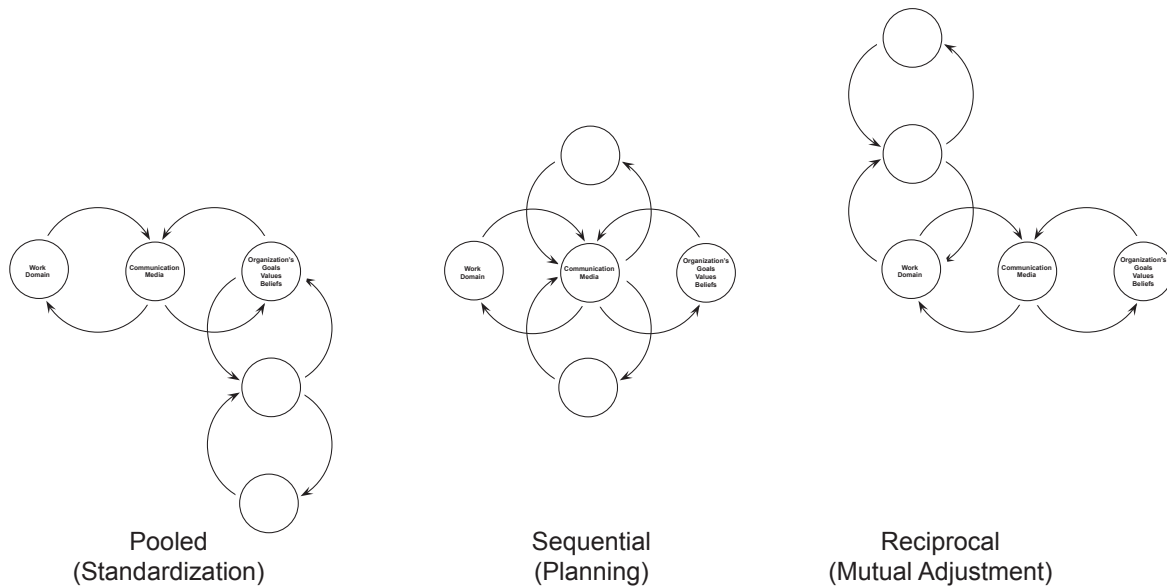 Work
Domain
Communication
Media
Organization's
Goals
Values
Beliefs
Pooled
(Standardization)
Work
Domain
Communication
Media
Organization's
Goals
Values
Beliefs
Sequential
(Planning)
Work
Domain
Communication
Media
Organization's
Goals
Values
Beliefs
Reciprocal
(Mutual Adjustment)